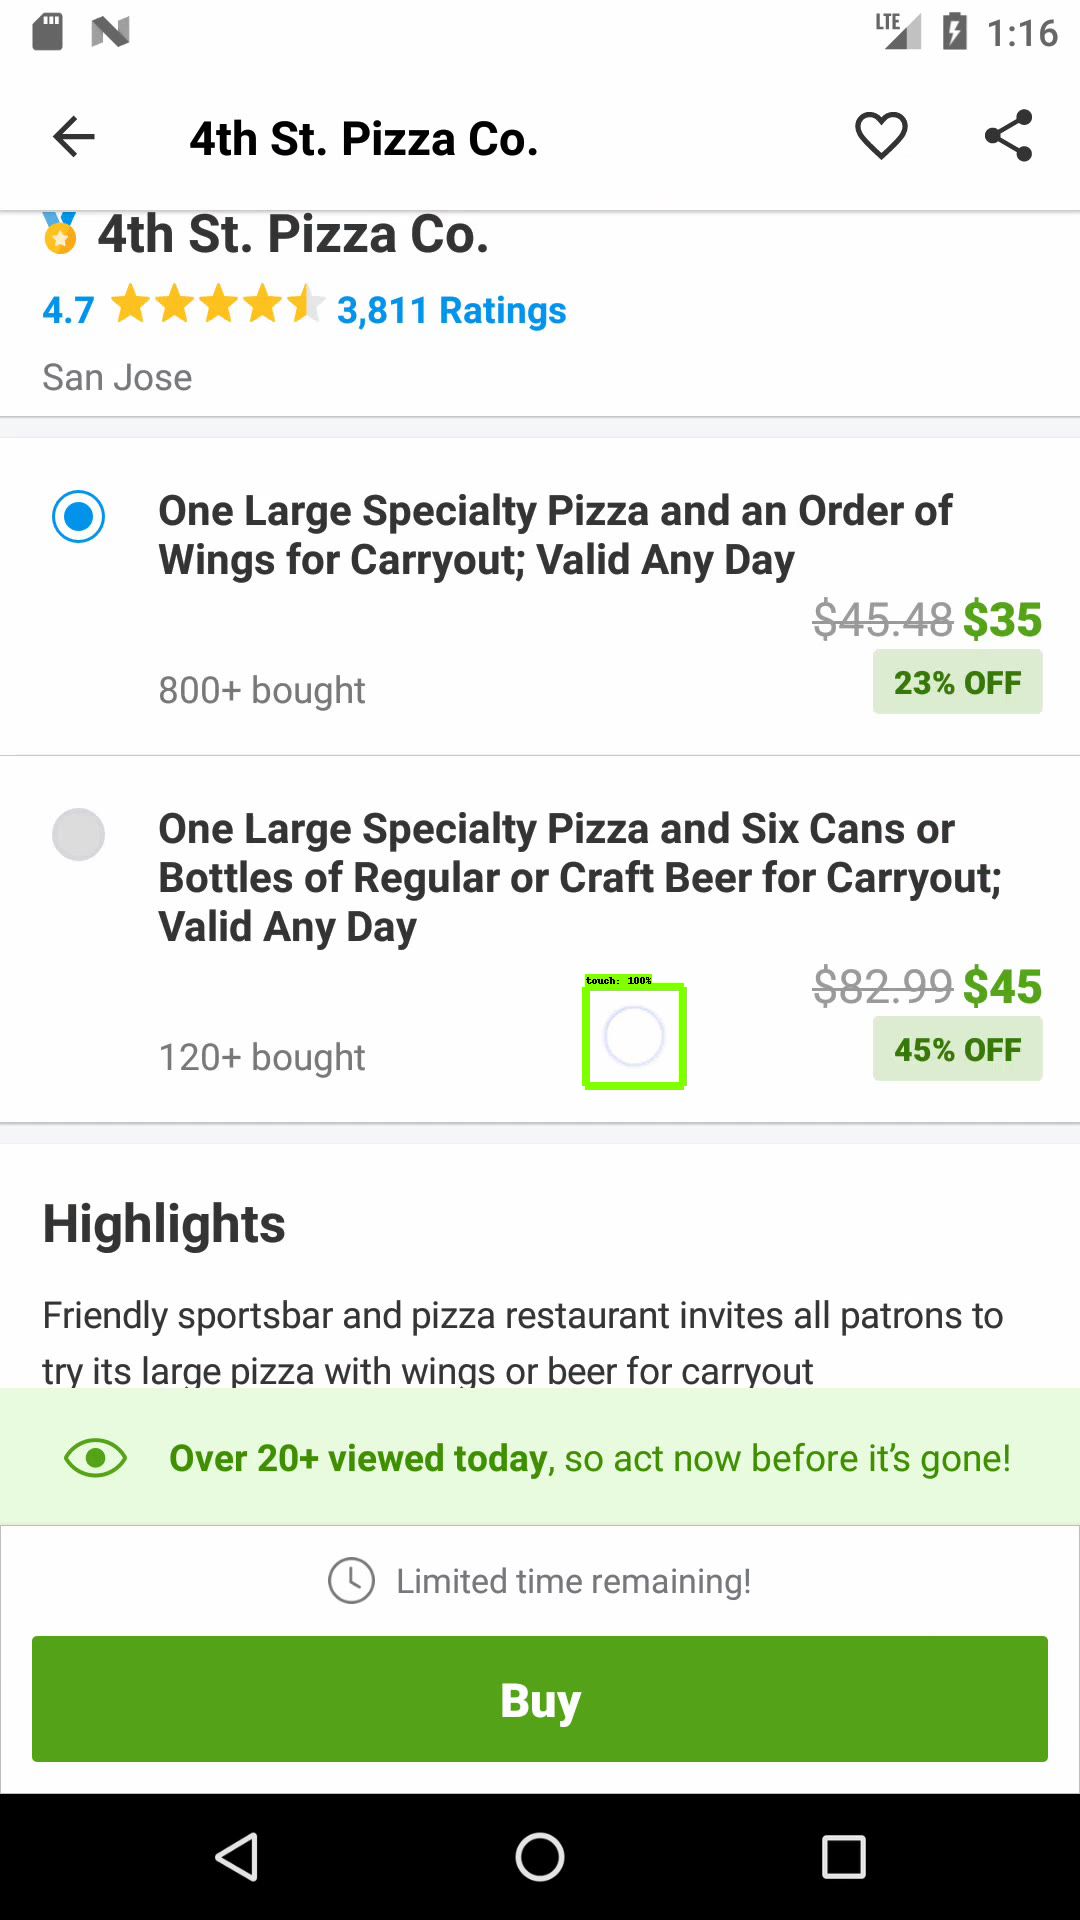 LTE 1:16
4th St. Pizza Co.
4th St. Pizza Co.
4.7 3,811 Ratings
San Jose
One Large Specialty Pizza and an Order of
Wings for Carryout; Valid Any Day
$45.48 $35
800+ bought
23% OFF
One Large Specialty Pizza and Six Cans or
Bottles of Regular or Craft Beer for Carryout;
Valid Any Day
touch: 100%
$82.99 $45
120+ bought
45% OFF
Highlights
Friendly sportsbar and pizza restaurant invites all patrons to
try its large pizza with wings or beer for carryout
Over 20+ viewed today, so act now before it's gone!
Limited time remaining!
Buy